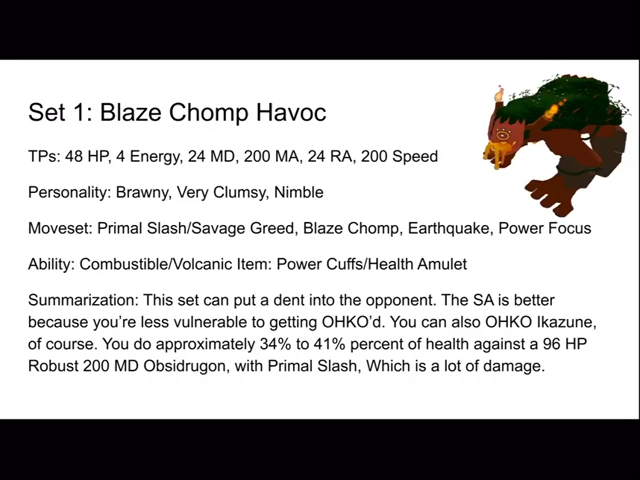 Set 1: Blaze Chomp Havoc
TPs: 48 HP, 4 Energy, 24 MD, 200 MA, 24 RA, 200 Speed
Personality: Brawny, Very Clumsy, Nimble
Moveset: Primal Slash/Savage Greed, Blaze Chomp, Earthquake, Power Focus
Ability: Combustible/Volcanic Item: Power Cuffs/Health Amulet
Summarization: This set can put a dent into the opponent. The SA is better
because you're less vulnerable to getting OHKO'd. You can also OHKO Ikazune,
of course. You do approximately 34% to 41% percent of health against a 96 HP
Robust 200 MD Obsidrugon, with Primal Slash, Which is a lot of damage.